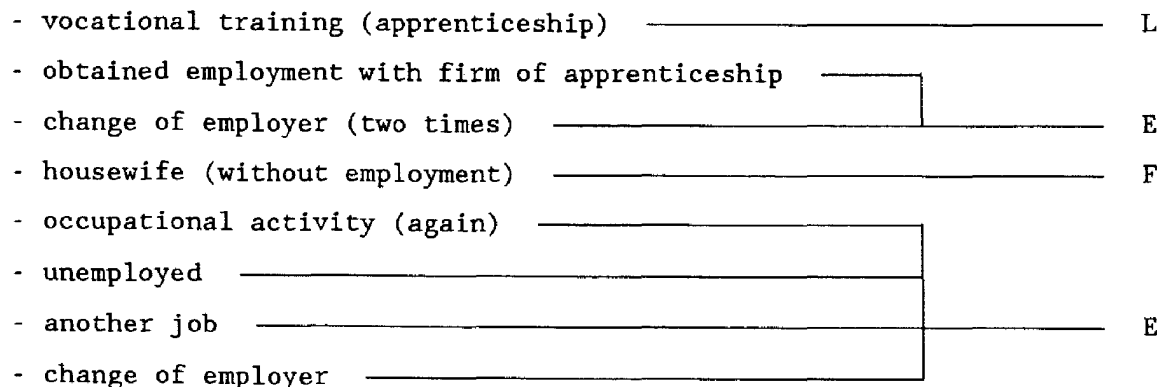 - vocational training (apprenticeship) L
- obtained employment with firm of apprenticeship
- change of employer (two times) E
- housewife (without employment) F
- occupational activity (again)
- unemployed
- another job E
- change of employer